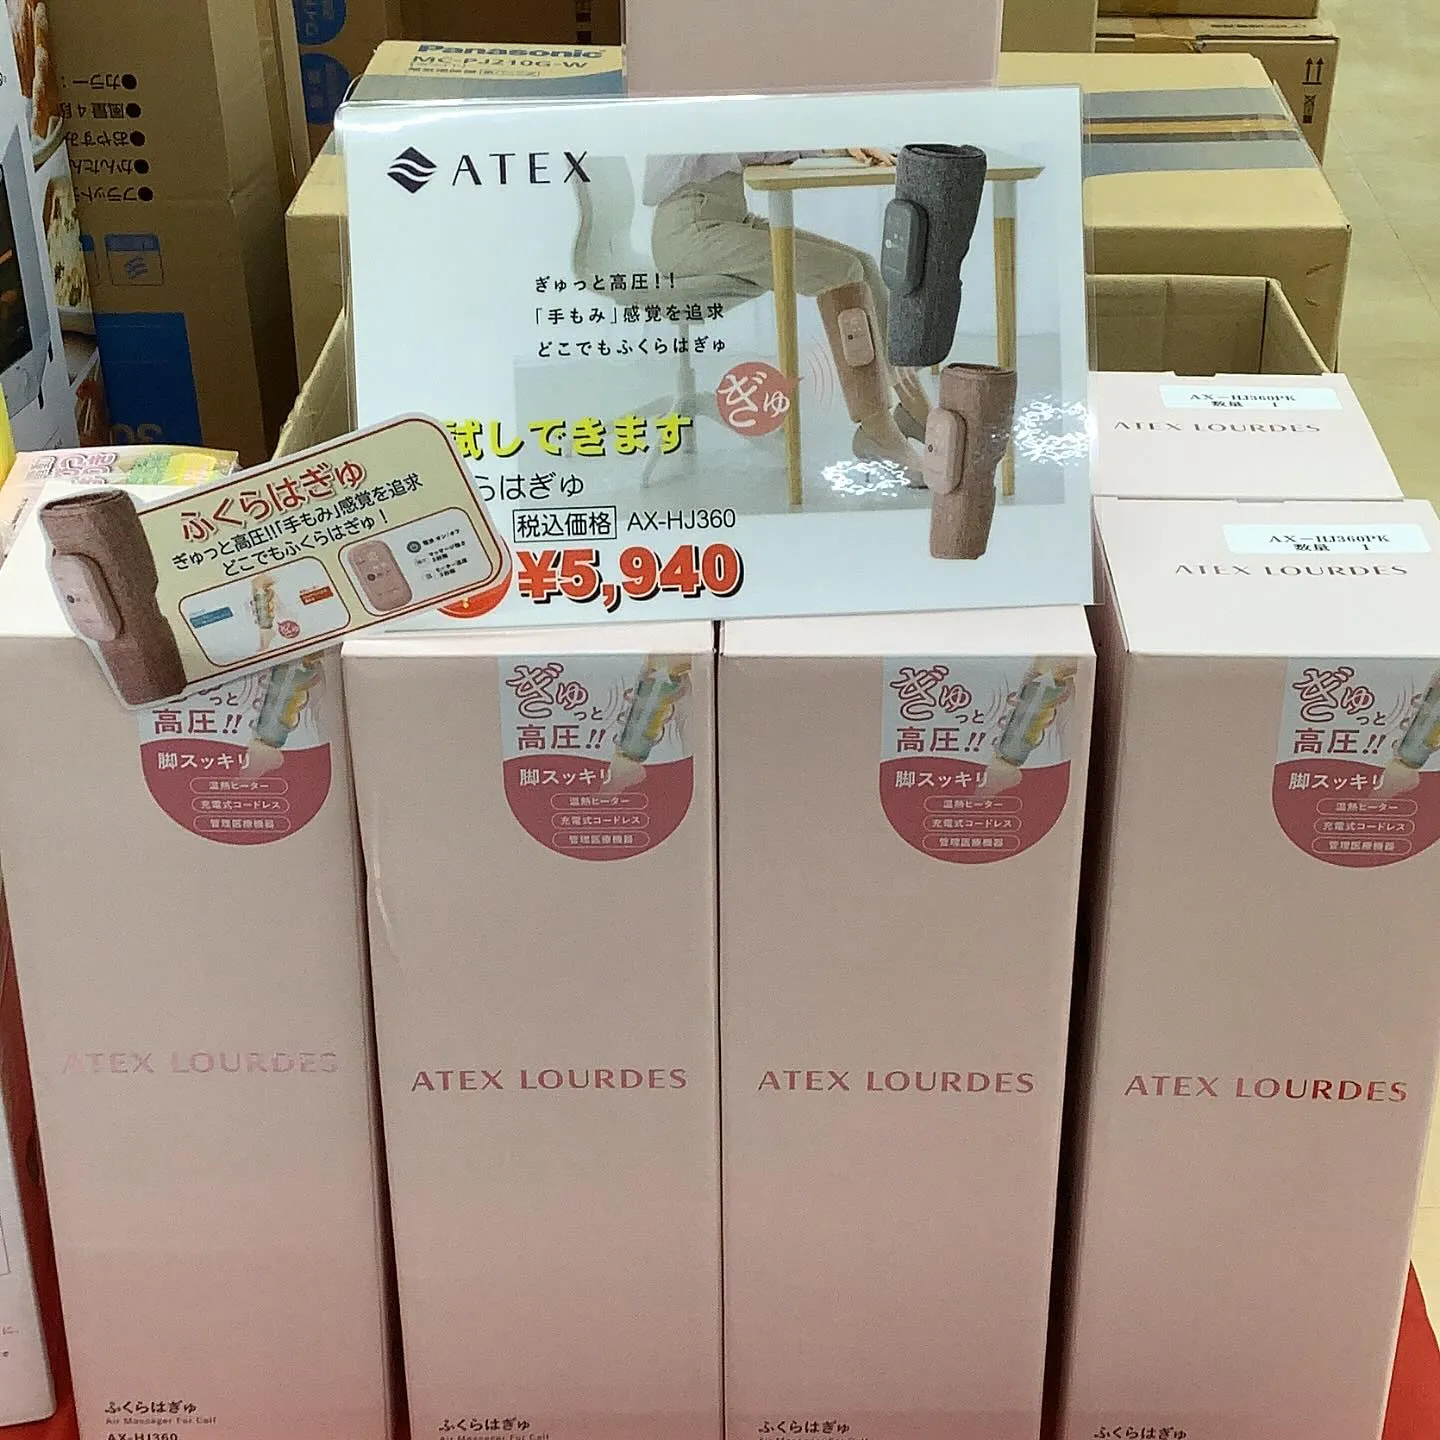 Panasonic
MC-PJ210G-W
ATEX
ぎゅっと高圧!!
「手もみ」感覚を追求
どこでもふくらはぎゅ
ぎゅ
試しできます
らはぎゅ
税込価格 AX-HJ360
¥5,940
ふくらはぎゅ
ぎゅっと高圧!!「手もみ」感覚を追求
どこでもふくらはぎゅ!
AX-HJ360PK
数量 1
ATEX LOURDES
AX-HJ360PK
数量 1
ATEX LOURDES
っと
高圧!!
脚スッキリ
温熱ヒーター
充電式コードレス
管理医療機器
ATEX LOURDES
ふくらはぎゅ
Air Massager For Calf
AX-HJ360
ぎゅっと
高圧!!
脚スッキリ
温熱ヒーター
充電式コードレス
管理医療機器
ATEX LOURDES
ふくらはぎゅ
Air Massager For Calf
ぎゅっと
高圧!!
脚スッキリ
温熱ヒーター
充電式コードレス
管理医療機器
ATEX LOURDES
ふくらはぎゅ
ぎゅっと
高圧!!
脚スッキリ
温熱ヒーター
充電式コードレス
管理医療機器
ATEX LOURDES
ふくらはぎゅ